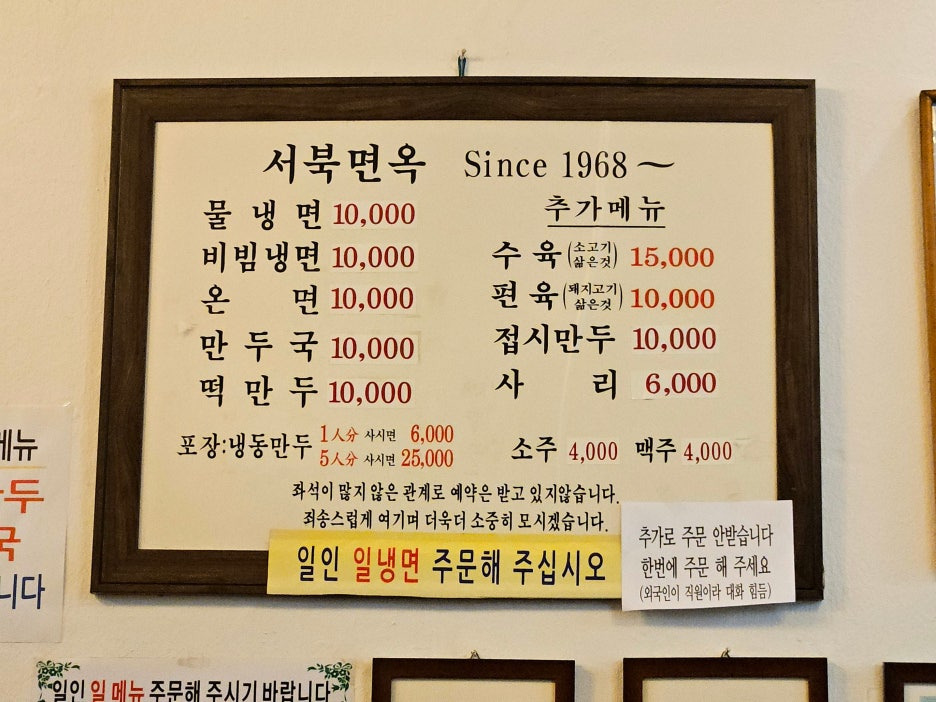 서북면옥 Since 1968~
물냉면 10,000
비빔냉면 10,000
온면 10,000
만두국 10,000
떡만두 10,000
추가메뉴
수육(소고기 삶은것) 15,000
편육(돼지고기 삶은것) 10,000
접시만두 10,000
사리 6,000
포장:냉동만두 1人分 사시면 6,000
5人分 사시면 25,000
소주 4,000 맥주 4,000
좌석이 많지 않은 관계로 예약은 받고 있지않습니다.
죄송스럽게 여기며 더욱더 소중히 모시겠습니다.
일인 일냉면 주문해 주십시오
추가로 주문 안받습니다
한번에 주문 해 주세요
(외국인이 직원이라 대화 힘듬)
메뉴
두
국
니다
일인 일 메뉴 주문해 주시기 바랍니다